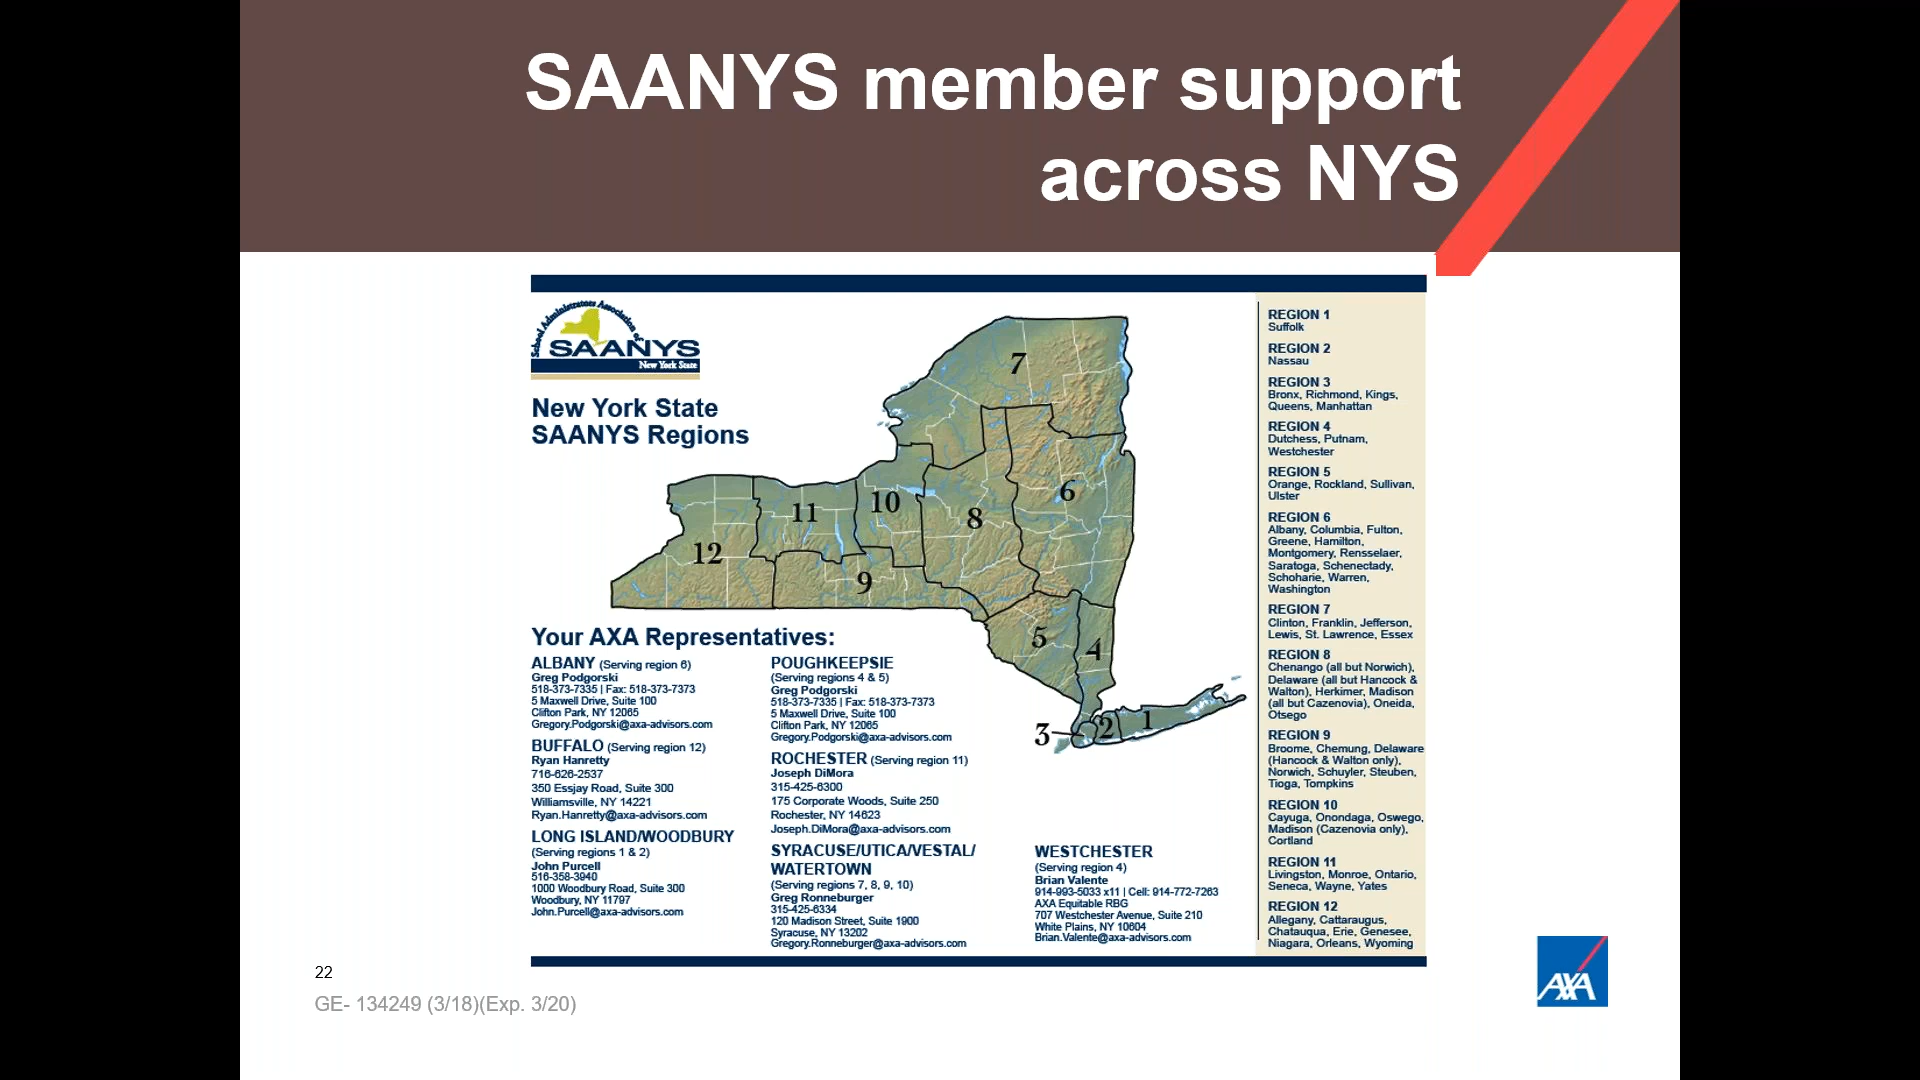 SAANYS member support
across NYS
School Administrators Association of
SAANYS
New York State
New York State
SAANYS Regions
7
6
10
11
8
12
9
5
4
3
2
1
Your AXA Representatives:
ALBANY (Serving region 6)
Greg Podgorski
518-373-7335 | Fax: 518-373-7373
5 Maxwell Drive, Suite 100
Clifton Park, NY 12065
Gregory.Podgorski@axa-advisors.com
BUFFALO (Serving region 12)
Ryan Hanretty
716-626-2537
350 Essjay Road, Suite 300
Williamsville, NY 14221
Ryan.Hanretty@axa-advisors.com
LONG ISLAND/WOODBURY
(Serving regions 1 & 2)
John Purcell
516-358-3940
1000 Woodbury Road, Suite 300
Woodbury, NY 11797
John.Purcell@axa-advisors.com
POUGHKEEPSIE
(Serving regions 4 & 5)
Greg Podgorski
518-373-7335 | Fax: 518-373-7373
5 Maxwell Drive, Suite 100
Clifton Park, NY 12065
Gregory.Podgorski@axa-advisors.com
ROCHESTER (Serving region 11)
Joseph DiMora
315-425-6300
175 Corporate Woods, Suite 250
Rochester, NY 14623
Joseph.DiMora@axa-advisors.com
SYRACUSE/UTICA/VESTAL/
WATERTOWN
(Serving regions 7, 8, 9, 10)
Greg Ronneburger
315-425-6334
120 Madison Street, Suite 1900
Syracuse, NY 13202
Gregory.Ronneburger@axa-advisors.com
WESTCHESTER
(Serving region 4)
Brian Valente
914-993-5033 x11 | Cell: 914-772-7263
AXA Equitable RBG
707 Westchester Avenue, Suite 210
White Plains, NY 10604
Brian.Valente@axa-advisors.com
REGION 1
Suffolk
REGION 2
Nassau
REGION 3
Bronx, Richmond, Kings,
Queens, Manhattan
REGION 4
Dutchess, Putnam,
Westchester
REGION 5
Orange, Rockland, Sullivan,
Ulster
REGION 6
Albany, Columbia, Fulton,
Greene, Hamilton,
Montgomery, Rensselaer,
Saratoga, Schenectady,
Schoharie, Warren,
Washington
REGION 7
Clinton, Franklin, Jefferson,
Lewis, St. Lawrence, Essex
REGION 8
Chenango (all but Norwich),
Delaware (all but Hancock &
Walton), Herkimer, Madison
(all but Cazenovia), Oneida,
Otsego
REGION 9
Broome, Chemung, Delaware
(Hancock & Walton only),
Norwich, Schuyler, Steuben,
Tioga, Tompkins
REGION 10
Cayuga, Onondaga, Oswego,
Madison (Cazenovia only),
Cortland
REGION 11
Livingston, Monroe, Ontario,
Seneca, Wayne, Yates
REGION 12
Allegany, Cattaraugus,
Chatauqua, Erie, Genesee,
Niagara, Orleans, Wyoming
22
GE- 134249 (3/18)(Exp. 3/20)
AXA